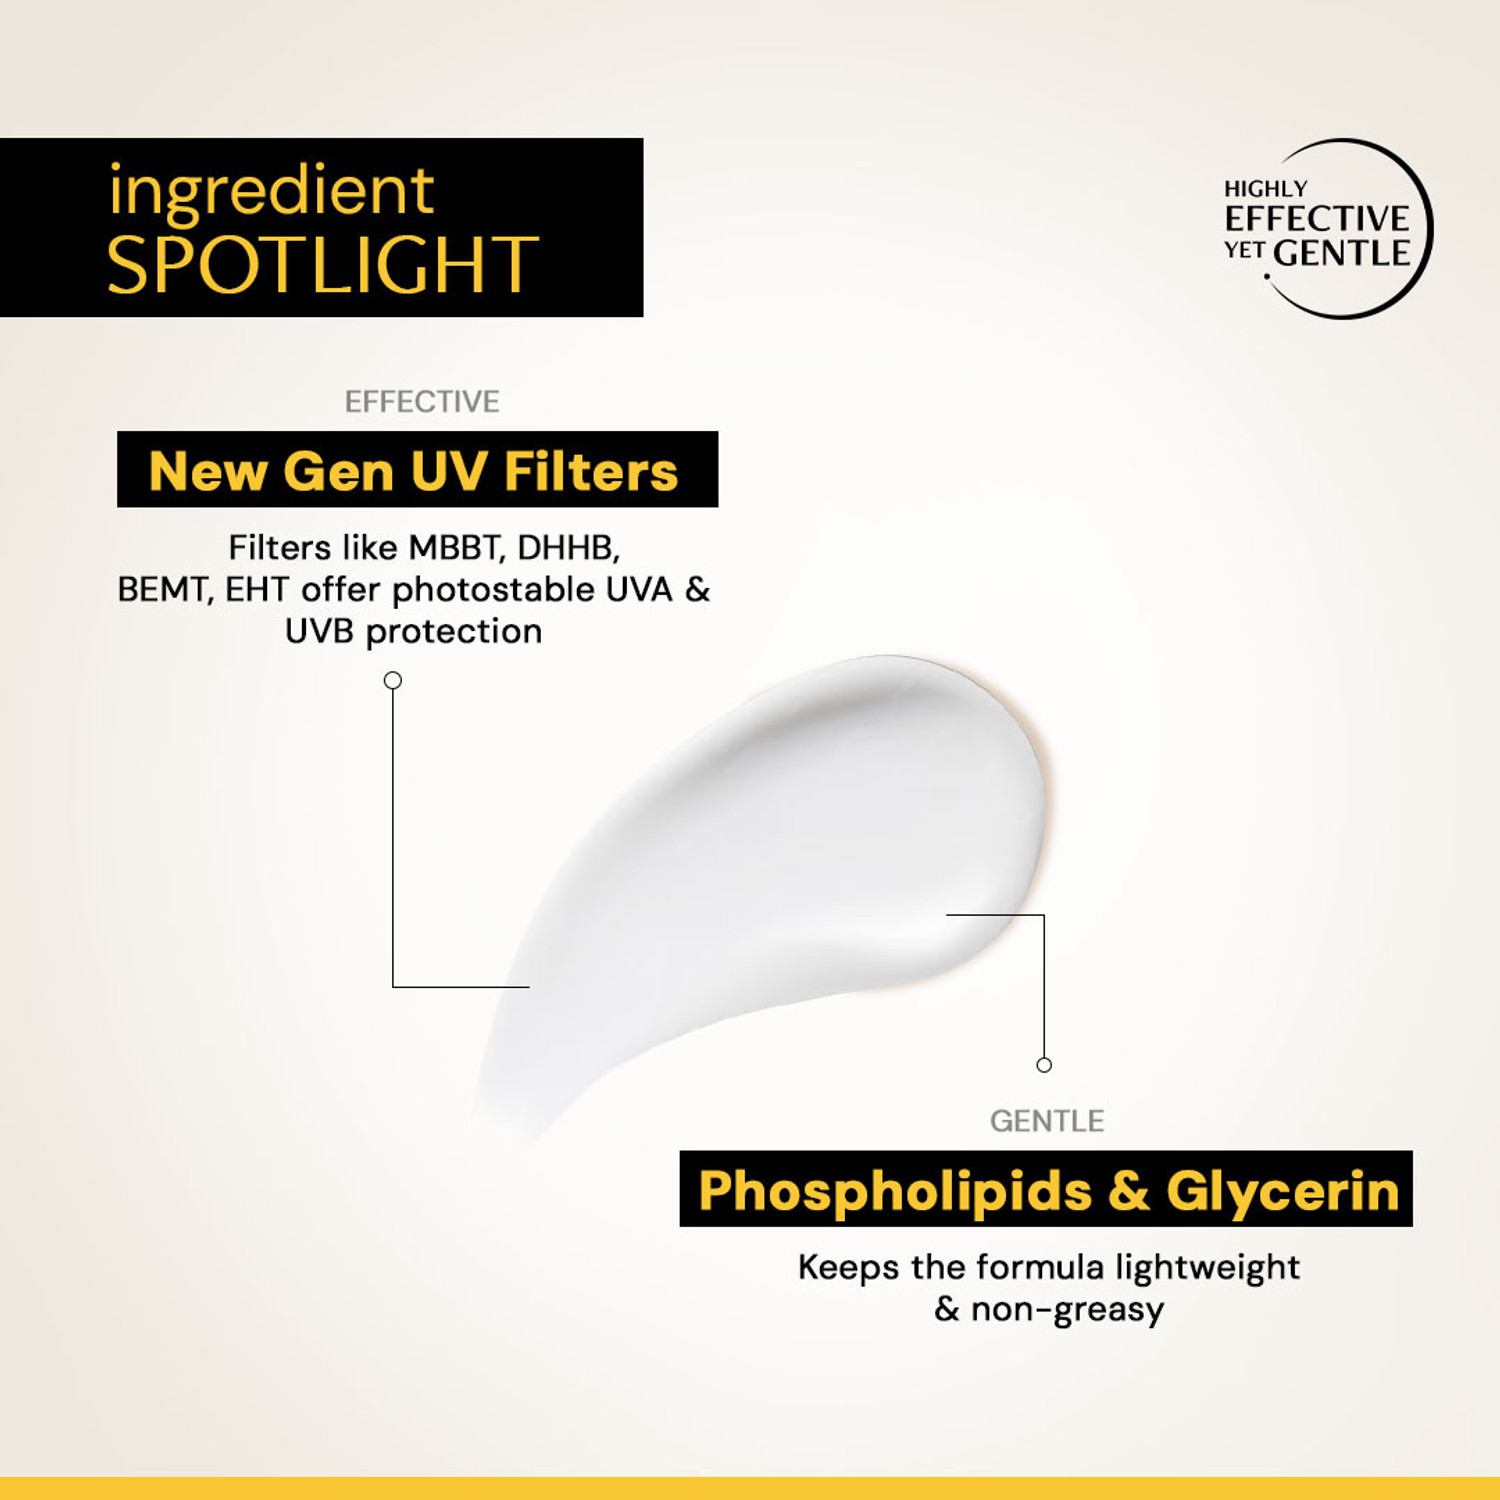 ingredient
SPOTLIGHT
HIGHLY
EFFECTIVE
YET GENTLE
EFFECTIVE
New Gen UV Filters
Filters like MBBT, DHHB,
BEMT, EHT offer photostable UVA &
UVB protection
GENTLE
Phospholipids & Glycerin
Keeps the formula lightweight
& non-greasy